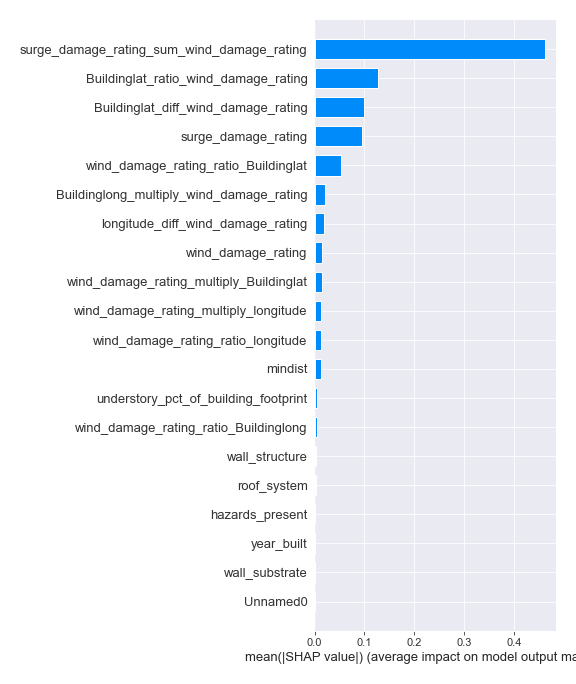 surge_damage_rating_sum_wind_damage_rating
Buildinglat_ratio_wind_damage_rating
Buildinglat_diff_wind_damage_rating
surge_damage_rating
wind_damage_rating_ratio_Buildinglat
Buildinglong_multiply_wind_damage_rating
longitude_diff_wind_damage_rating
wind_damage_rating
wind_damage_rating_multiply_Buildinglat
wind_damage_rating_multiply_longitude
wind_damage_rating_ratio_longitude
mindist
understory_pct_of_building_footprint
wind_damage_rating_ratio_Buildinglong
wall_structure
roof_system
hazards_present
year_built
wall_substrate
Unnamed0
0.0 0.1 0.2 0.3 0.4
mean(|SHAP value|) (average impact on model output ma